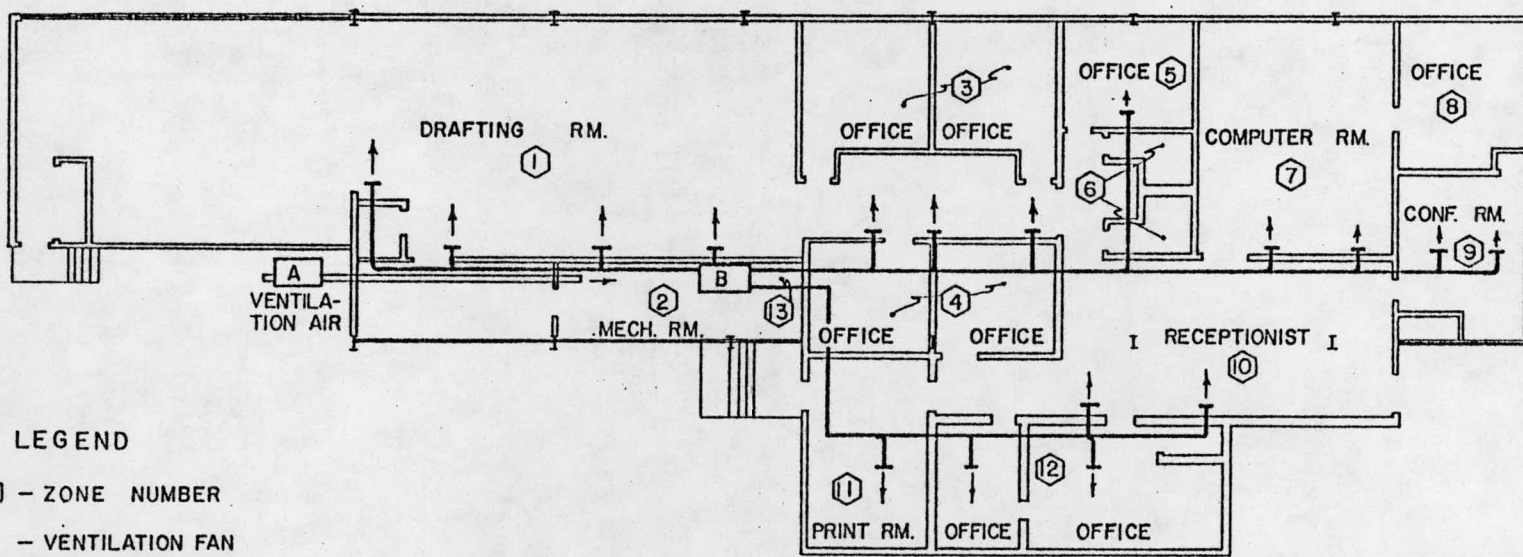 OFFICE 5
3
OFFICE
8
DRAFTING RM.
OFFICE OFFICE
COMPUTER RM.
1
6
7
CONF. RM.
9
A
B
VENTILA-
TION AIR
2
13
4
MECH. RM.
OFFICE
OFFICE
RECEPTIONIST
10
LEGEND
12
11
– ZONE NUMBER
PRINT RM.
OFFICE
OFFICE
– VENTILATION FAN